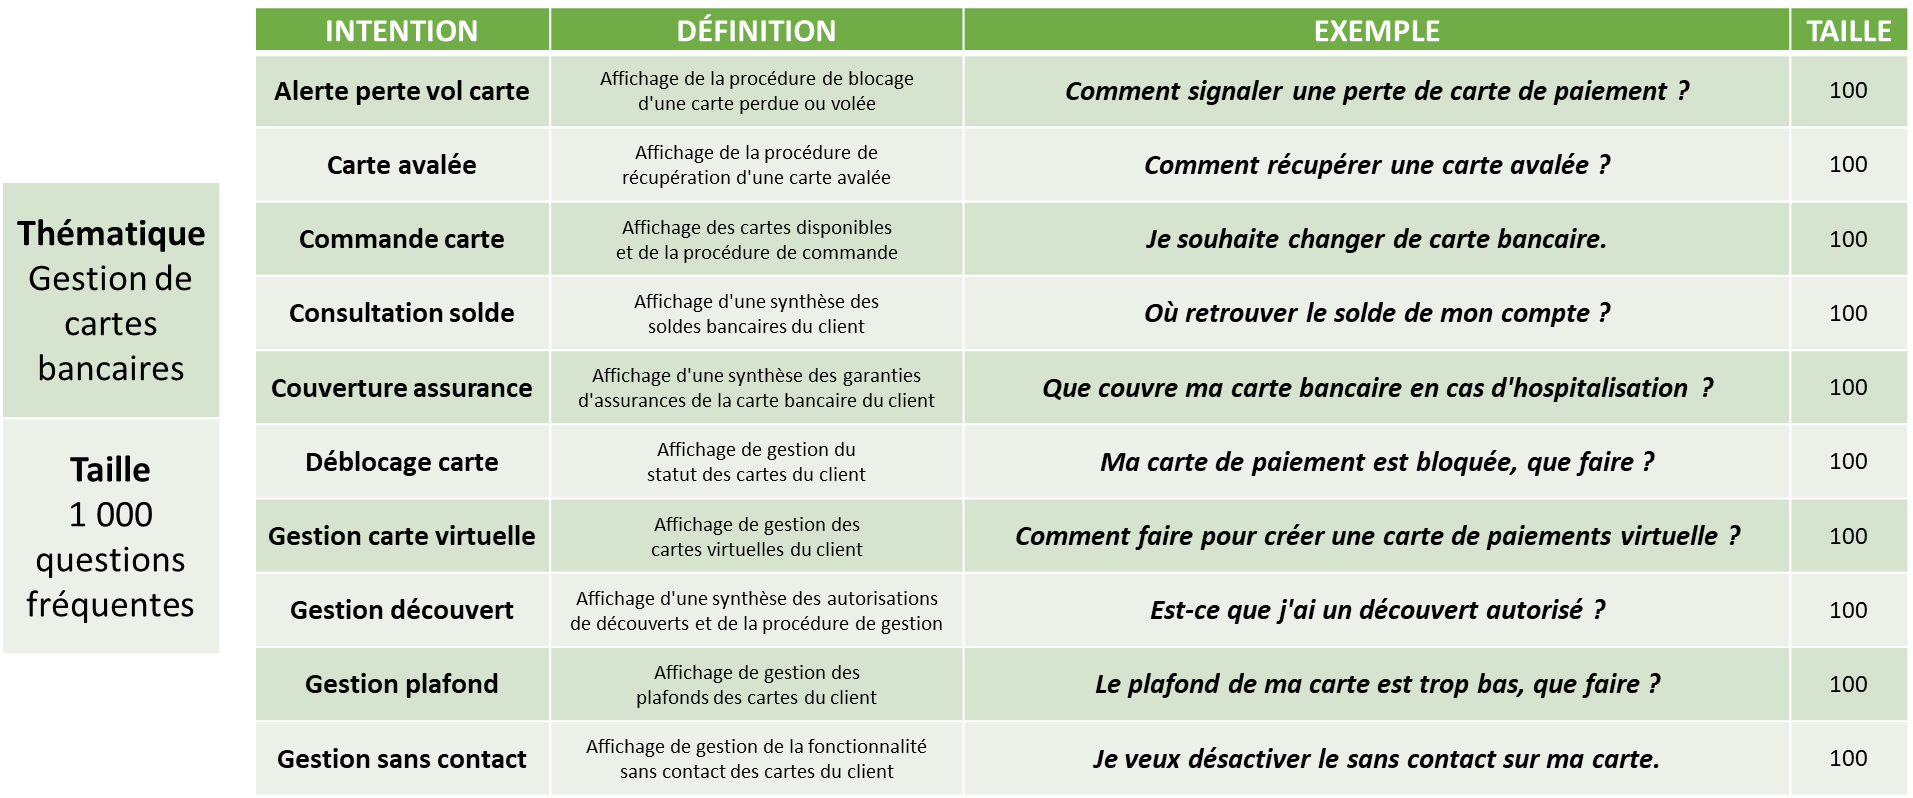 Thématique
Gestion de
cartes
bancaires
Taille
1 000
questions
fréquentes
INTENTION DÉFINITION EXEMPLE TAILLE
Alerte perte vol carte
Affichage de la procédure de blocage
d'une carte perdue ou volée
Comment signaler une perte de carte de paiement ?
100
Carte avalée
Affichage de la procédure de
récupération d'une carte avalée
Comment récupérer une carte avalée ?
100
Commande carte
Affichage des cartes disponibles
et de la procédure de commande
Je souhaite changer de carte bancaire.
100
Consultation solde
Affichage d'une synthèse des
soldes bancaires du client
Où retrouver le solde de mon compte ?
100
Couverture assurance
Affichage d'une synthèse des garanties
d'assurances de la carte bancaire du client
Que couvre ma carte bancaire en cas d'hospitalisation ?
100
Déblocage carte
Affichage de gestion du
statut des cartes du client
Ma carte de paiement est bloquée, que faire ?
100
Gestion carte virtuelle
Affichage de gestion des
cartes virtuelles du client
Comment faire pour créer une carte de paiements virtuelle ?
100
Gestion découvert
Affichage d'une synthèse des autorisations
de découverts et de la procédure de gestion
Est-ce que j'ai un découvert autorisé ?
100
Gestion plafond
Affichage de gestion des
plafonds des cartes du client
Le plafond de ma carte est trop bas, que faire ?
100
Gestion sans contact
Affichage de gestion de la fonctionnalité
sans contact des cartes du client
Je veux désactiver le sans contact sur ma carte.
100